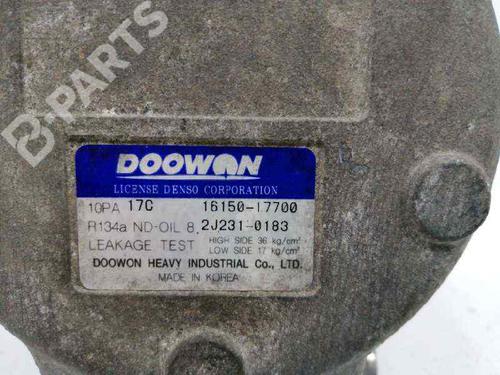 B-PARTS
DOOWON
LICENSE DENSO CORPORATION
10PA 17C 16150-17700
R134a ND-OIL 8, 2J231-0183
LEAKAGE TEST HIGH SIDE 36 kg/cm²
LOW SIDE 17 kg/cm²
DOOWON HEAVY INDUSTRIAL Co., LTD.
MADE IN KOREA